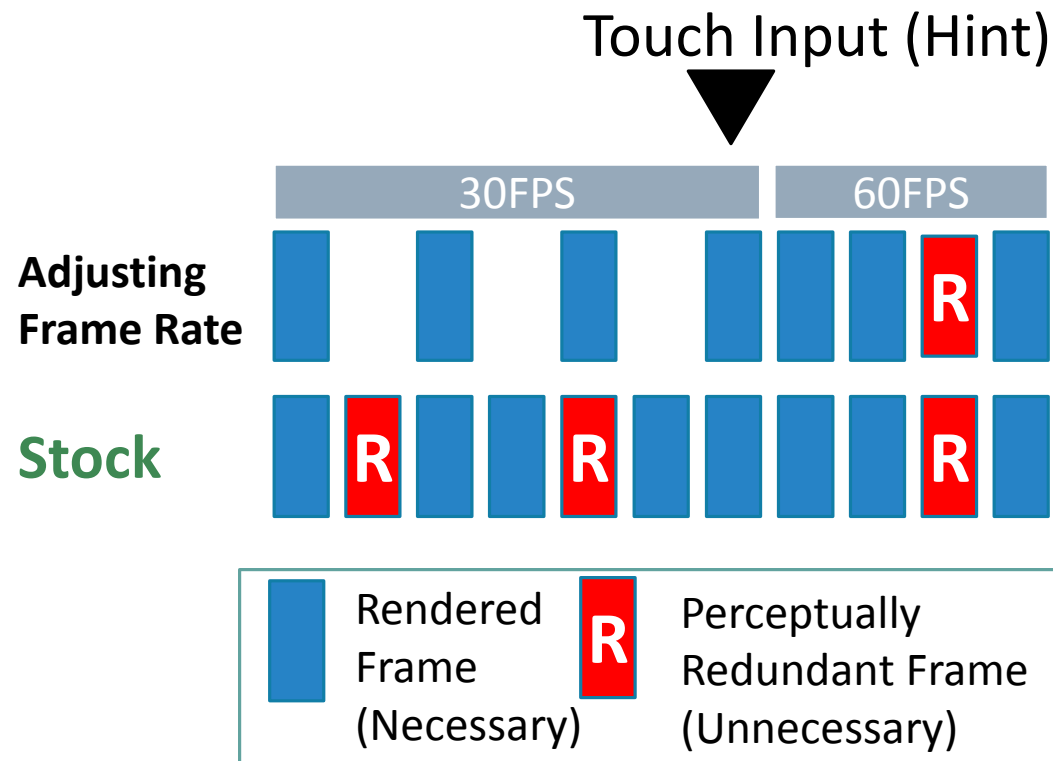 Touch Input (Hint)
30FPS 60FPS
Adjusting
Frame Rate
R
Stock
R R R
Rendered
Frame
(Necessary)
R
Perceptually
Redundant Frame
(Unnecessary)